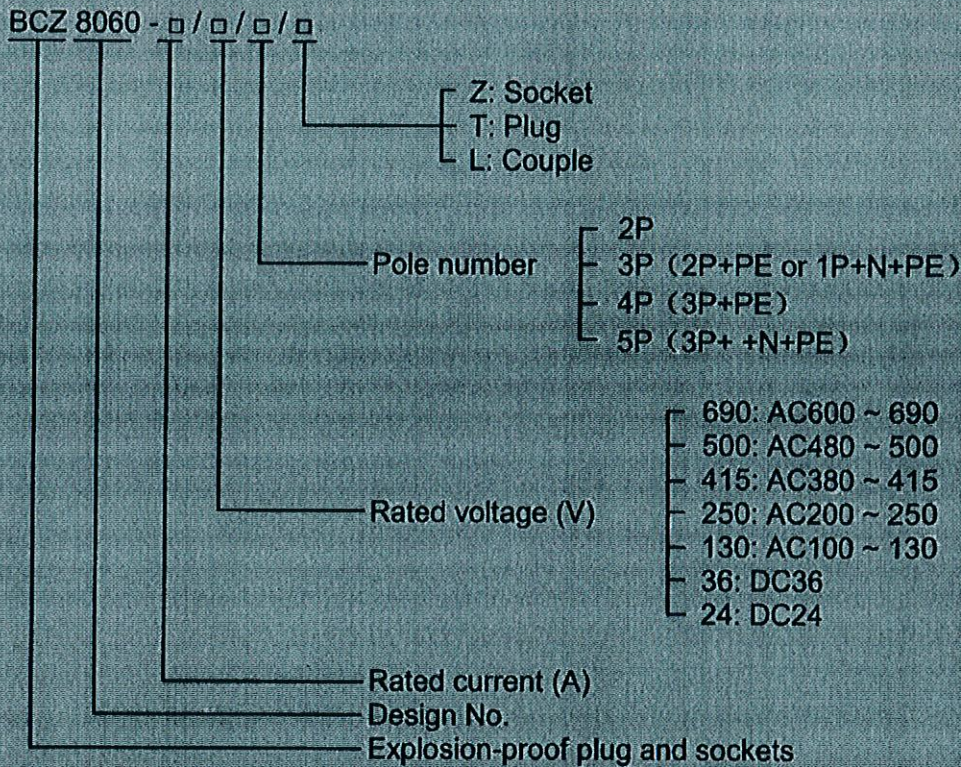 BCZ 8060 - □ / □ / □ / □
Z: Socket
T: Plug
L: Couple
Pole number
2P
3P (2P+PE or 1P+N+PE)
4P (3P+PE)
5P (3P+ +N+PE)
Rated voltage (V)
690: AC600 ~ 690
500: AC480 ~ 500
415: AC380 ~ 415
250: AC200 ~ 250
130: AC100 ~ 130
36: DC36
24: DC24
Rated current (A)
Design No.
Explosion-proof plug and sockets